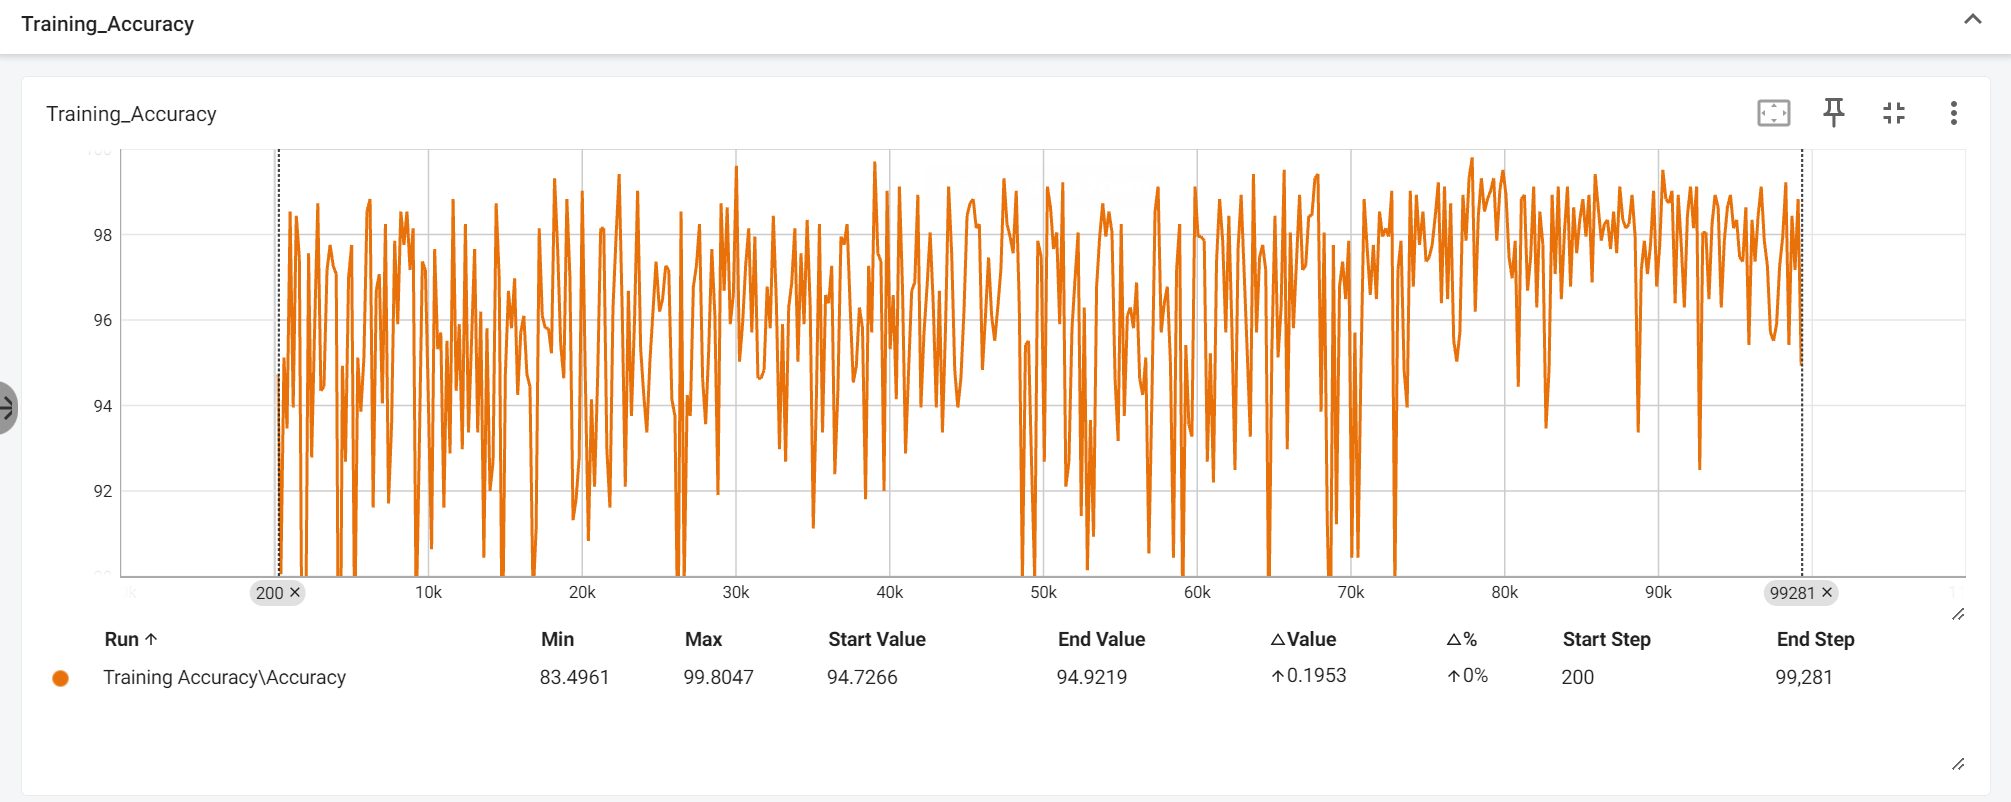 Training_Accuracy
Training_Accuracy
98
96
94
92
200 × 10k 20k 30k 40k 50k 60k 70k 80k 90k 99281 ×
Run ↑ Min Max Start Value End Value △Value △% Start Step End Step
Training Accuracy\Accuracy 83.4961 99.8047 94.7266 94.9219 ↑0.1953 ↑0% 200 99,281